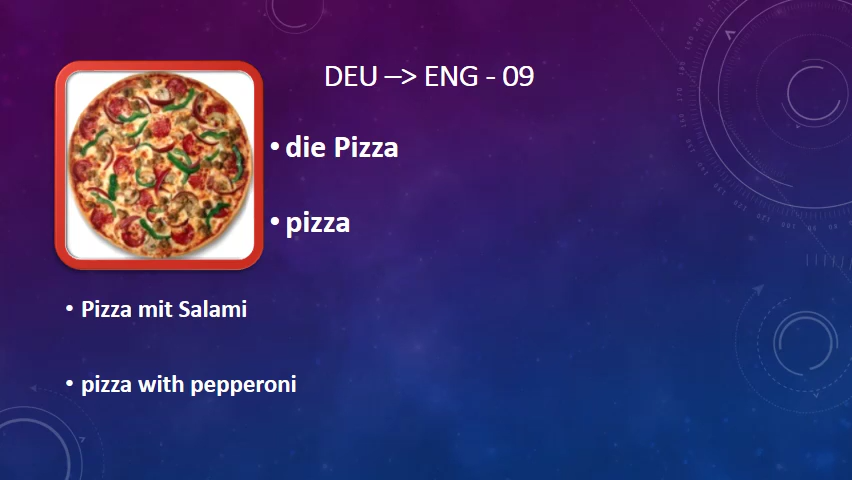 DEU –> ENG - 09
• die Pizza
• pizza
• Pizza mit Salami
• pizza with pepperoni